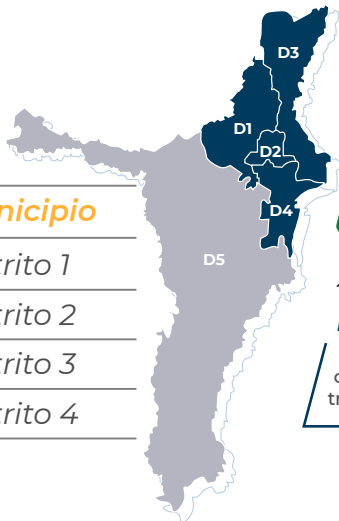 D3
D1
D2
D4
D5
nicipio
trito 1
trito 2
trito 3
trito 4